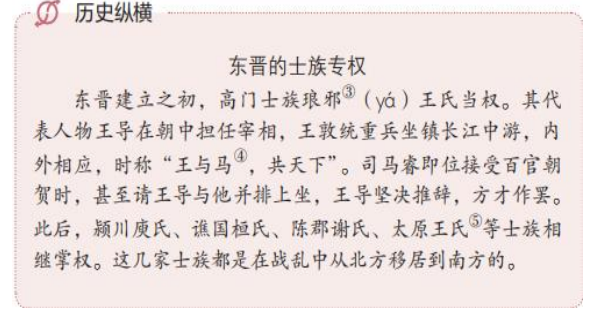 历史纵横
东晋的士族专权
东晋建立之初，高门士族琅邪③（yá）王氏当权。其代
表人物王导在朝中担任宰相，王敦统重兵坐镇长江中游，内
外相应，时称“王与马④，共天下”。司马睿即位接受百官朝
贺时，甚至请王导与他并排上坐，王导坚决推辞，方才作罢。
此后，颍川庾氏、谯国桓氏、陈郡谢氏、太原王氏⑤等士族相
继掌权。这几家士族都是在战乱中从北方移居到南方的。